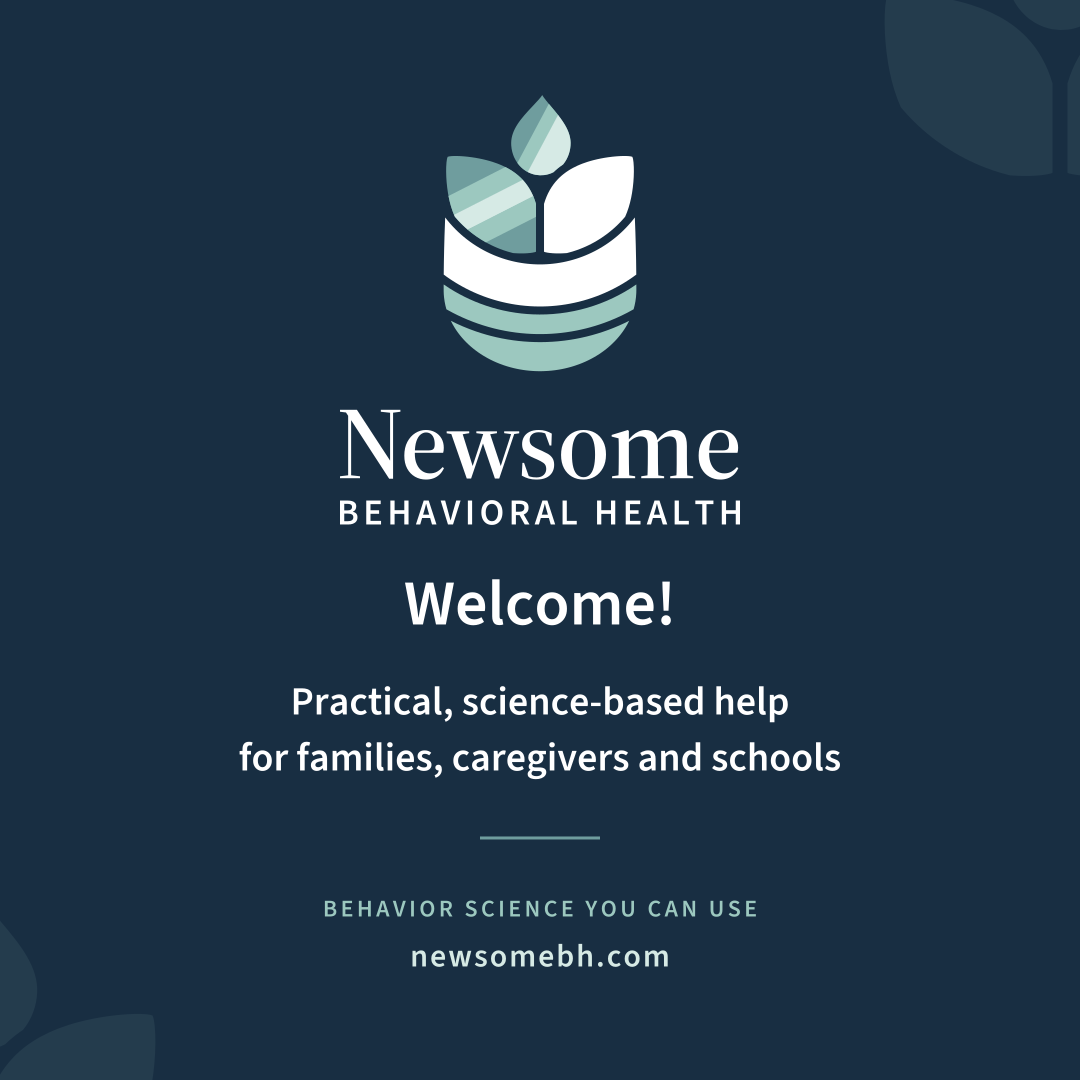 Newsome
BEHAVIORAL HEALTH
Welcome!
Practical, science-based help
for families, caregivers and schools
BEHAVIOR SCIENCE YOU CAN USE
newsomebh.com